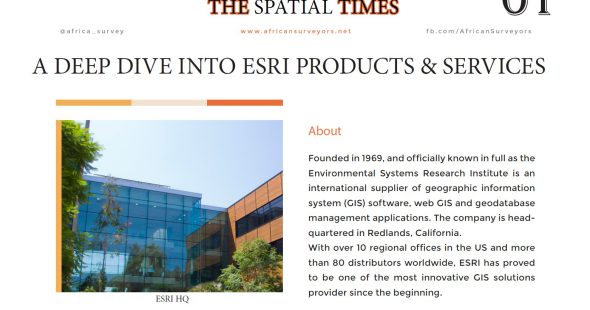 THE SPATIAL TIMES
@africa_survey
www.africansurveyors.net
fb.com/AfricanSurveyors
A DEEP DIVE INTO ESRI PRODUCTS & SERVICES
About
Founded in 1969, and officially known in full as the
Environmental Systems Research Institute is an
international supplier of geographic information
system (GIS) software, web GIS and geodatabase
management applications. The company is head-
quartered in Redlands, California.
With over 10 regional offices in the US and more
than 80 distributors worldwide, ESRI has proved
to be one of the most innovative GIS solutions
provider since the beginning.
ESRI HQ